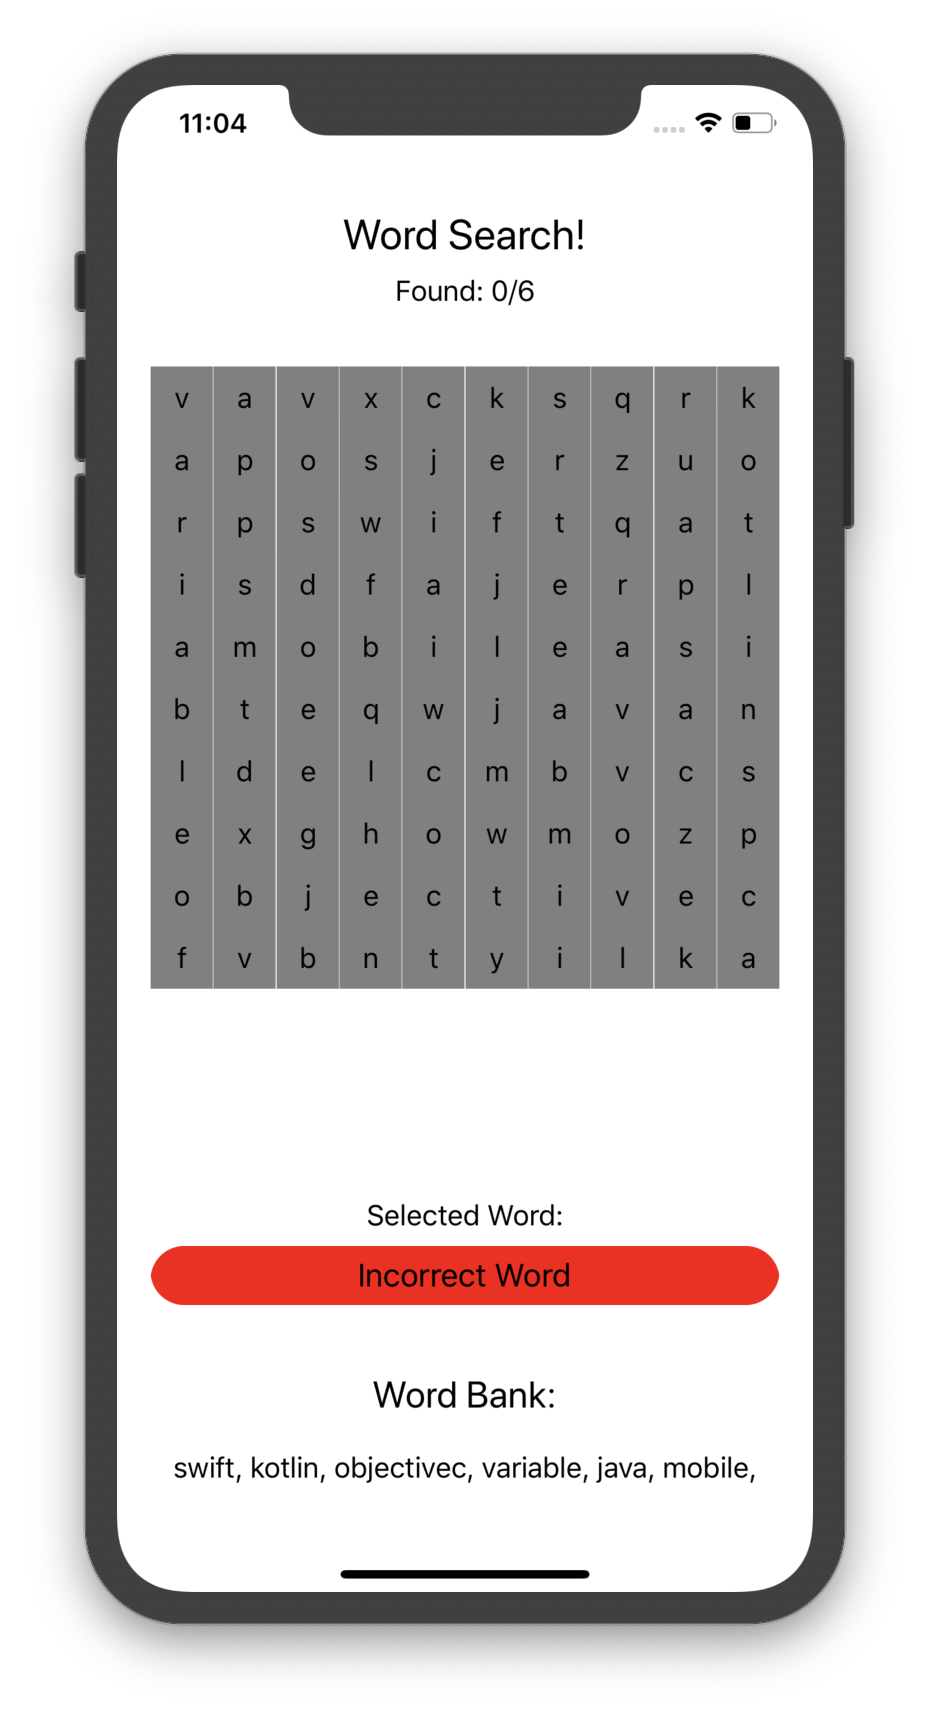 11:04
Word Search!
Found: 0/6
v a v x c k s q r k
a p o s j e r z u o
r p s w i f t q a t
i s d f a j e r p l
a m o b i l e a s i
b t e q w j a v a n
l d e l c m b v c s
e x g h o w m o z p
o b j e c t i v e c
f v b n t y i l k a
Selected Word:
Incorrect Word
Word Bank:
swift, kotlin, objectivec, variable, java, mobile,